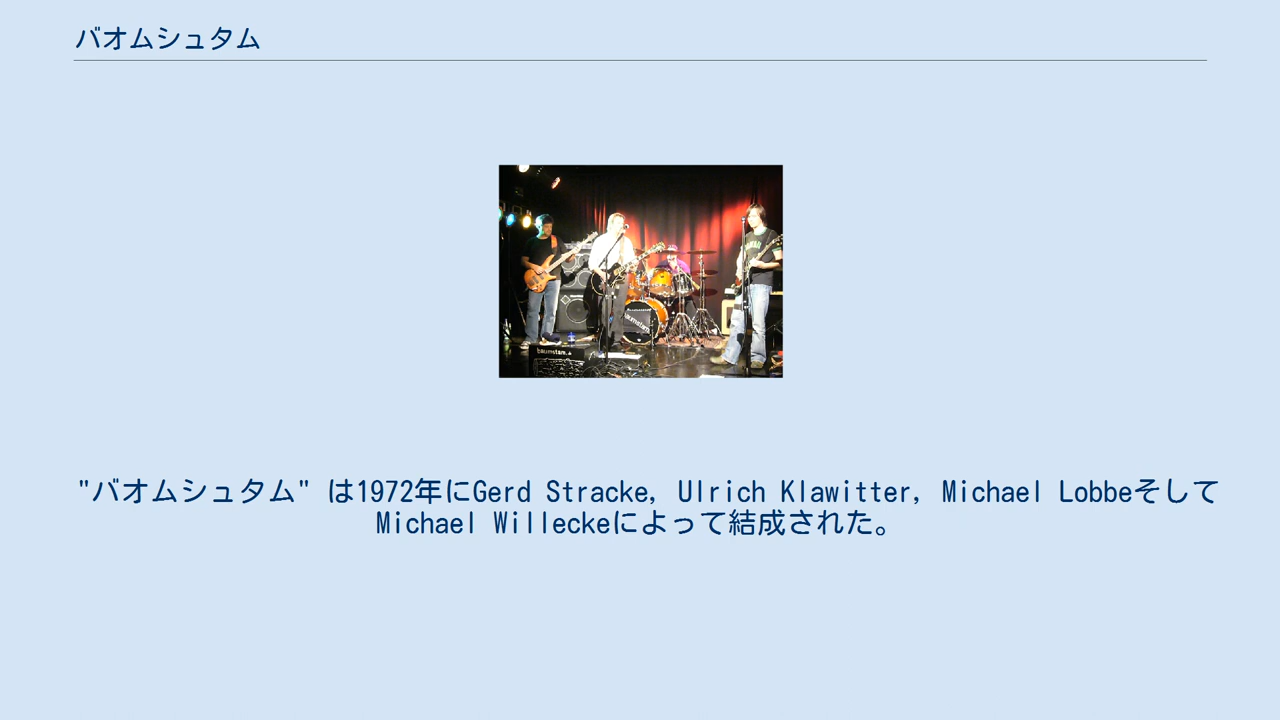 バオムシュタム
"バオムシュタム" は1972年にGerd Stracke, Ulrich Klawitter, Michael Lobbeそして
Michael Willeckeによって結成された。